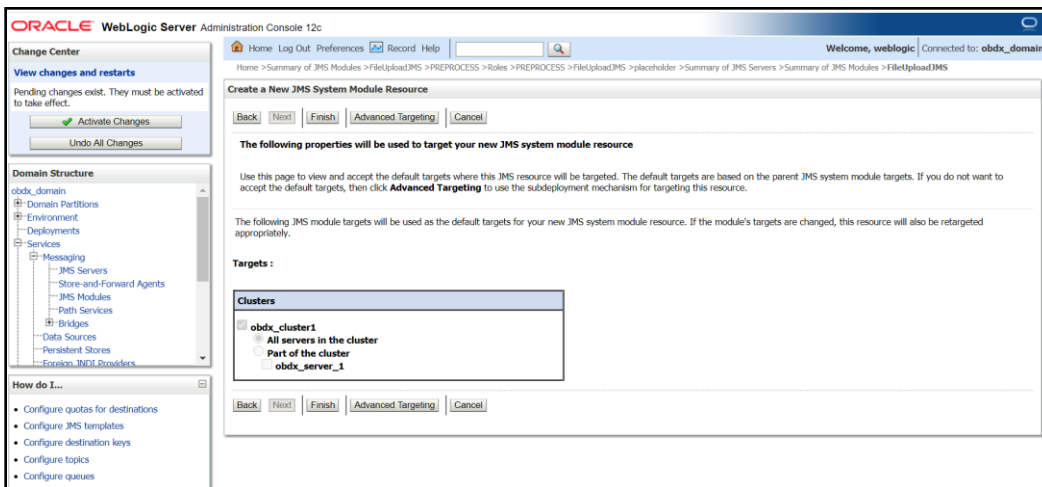 ORACLE WebLogic Server Administration Console 12c
Change Center
View changes and restarts
Pending changes exist. They must be activated
to take effect.
Activate Changes
Undo All Changes
Domain Structure
obdx_domain
Domain Partitions
Environment
Deployments
Services
Messaging
JMS Servers
Store-and-Forward Agents
JMS Modules
Path Services
Bridges
Data Sources
Persistent Stores
Foreign JNDI Providers
How do I...
Configure quotas for destinations
Configure JMS templates
Configure destination keys
Configure topics
Configure queues
Home Log Out Preferences Record Help
Welcome, weblogic Connected to: obdx_domain
Home >Summary of JMS Modules >FileUploadJMS >PREPROCESS >Roles >PREPROCESS >FileUploadJMS >placeholder >Summary of JMS Servers >Summary of JMS Modules >FileUploadJMS
Create a New JMS System Module Resource
Back Next Finish Advanced Targeting Cancel
The following properties will be used to target your new JMS system module resource
Use this page to view and accept the default targets where this JMS resource will be targeted. The default targets are based on the parent JMS system module targets. If you do not want to
accept the default targets, then click Advanced Targeting to use the subdeployment mechanism for targeting this resource.
The following JMS module targets will be used as the default targets for your new JMS system module resource. If the module's targets are changed, this resource will also be retargeted
appropriately.
Targets :
Clusters
obdx_cluster1
All servers in the cluster
Part of the cluster
obdx_server_1
Back Next Finish Advanced Targeting Cancel